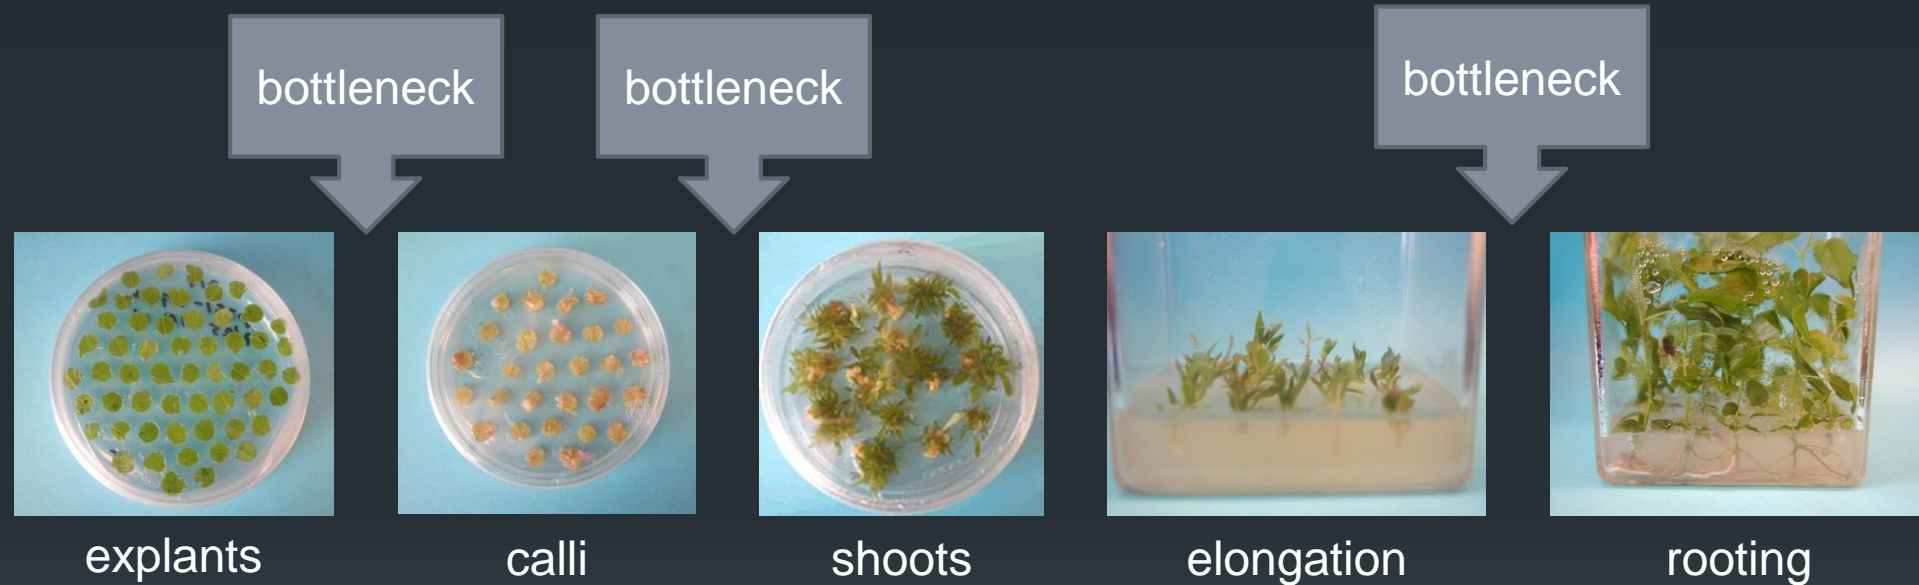 bottleneck
bottleneck
bottleneck
explants
calli
shoots
elongation
rooting